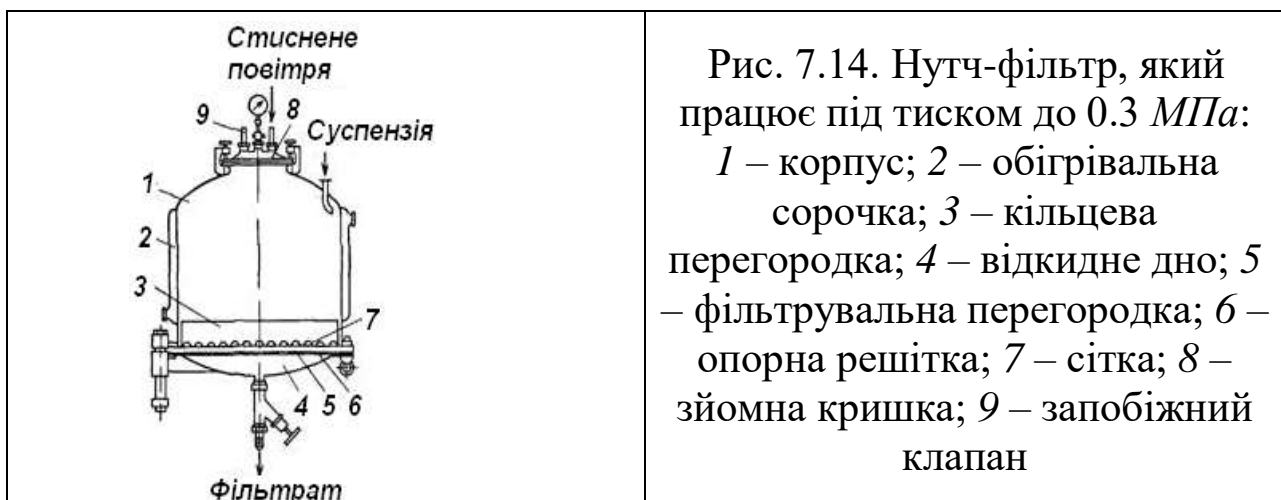 Стиснене
повітря
9
8
Суспензія
1
2
3
7
4
5
6
Фільтрат
Рис. 7.14. Нутч-фільтр, який
працює під тиском до 0.3 МПа:
1 – корпус; 2 – обігрівальна
сорочка; 3 – кільцева
перегородка; 4 – відкидне дно; 5
– фільтрувальна перегородка; 6 –
опорна решітка; 7 – сітка; 8 –
зйомна кришка; 9 – запобіжний
клапан